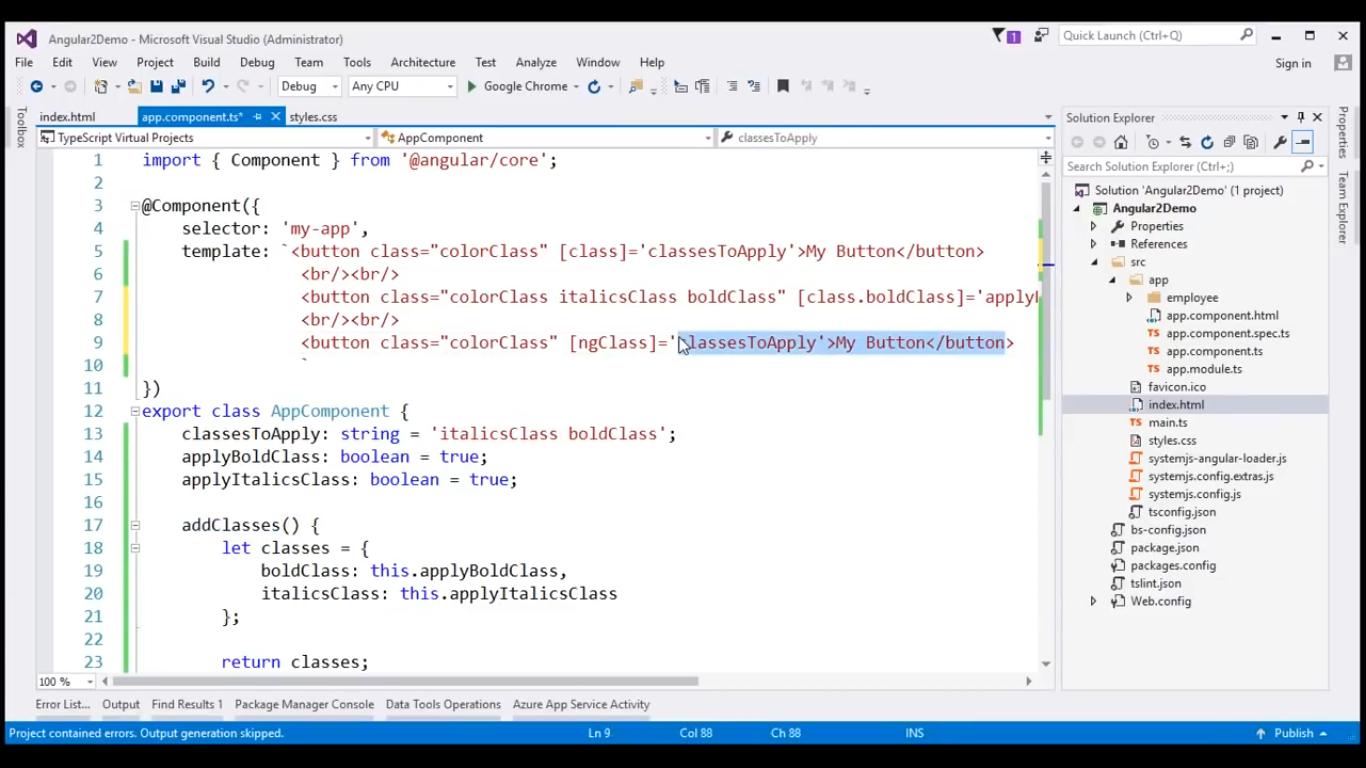 Angular2Demo - Microsoft Visual Studio (Administrator)
1
Quick Launch (Ctrl+Q)
File Edit View Project Build Debug Team Tools Architecture Test Analyze Window Help
Sign in
Debug Any CPU Google Chrome
index.html app.component.ts* styles.css
TypeScript Virtual Projects AppComponent classesToApply
Toolbox
1 import { Component } from '@angular/core';
2
3 @Component({
4 selector: 'my-app',
5 template: `<button class="colorClass" [class]='classesToApply'>My Button</button>
6 <br/><br/>
7 <button class="colorClass italicsClass boldClass" [class.boldClass]='apply
8 <br/><br/>
9 <button class="colorClass" [ngClass]='classesToApply'>My Button</button>
10 `
11 })
12 export class AppComponent {
13 classesToApply: string = 'italicsClass boldClass';
14 applyBoldClass: boolean = true;
15 applyItalicsClass: boolean = true;
16
17 addClasses() {
18 let classes = {
19 boldClass: this.applyBoldClass,
20 italicsClass: this.applyItalicsClass
21 };
22
23 return classes;
100 %
Solution Explorer
Search Solution Explorer (Ctrl+;)
Solution 'Angular2Demo' (1 project)
Angular2Demo
Properties
References
src
app
employee
app.component.html
app.component.spec.ts
app.component.ts
app.module.ts
favicon.ico
index.html
main.ts
styles.css
systemjs-angular-loader.js
systemjs.config.extras.js
systemjs.config.js
tsconfig.json
bs-config.json
package.json
packages.config
tslint.json
Web.config
Properties
Team Explorer
Error List... Output Find Results 1 Package Manager Console Data Tools Operations Azure App Service Activity
Project contained errors. Output generation skipped. Ln 9 Col 88 Ch 88 INS Publish